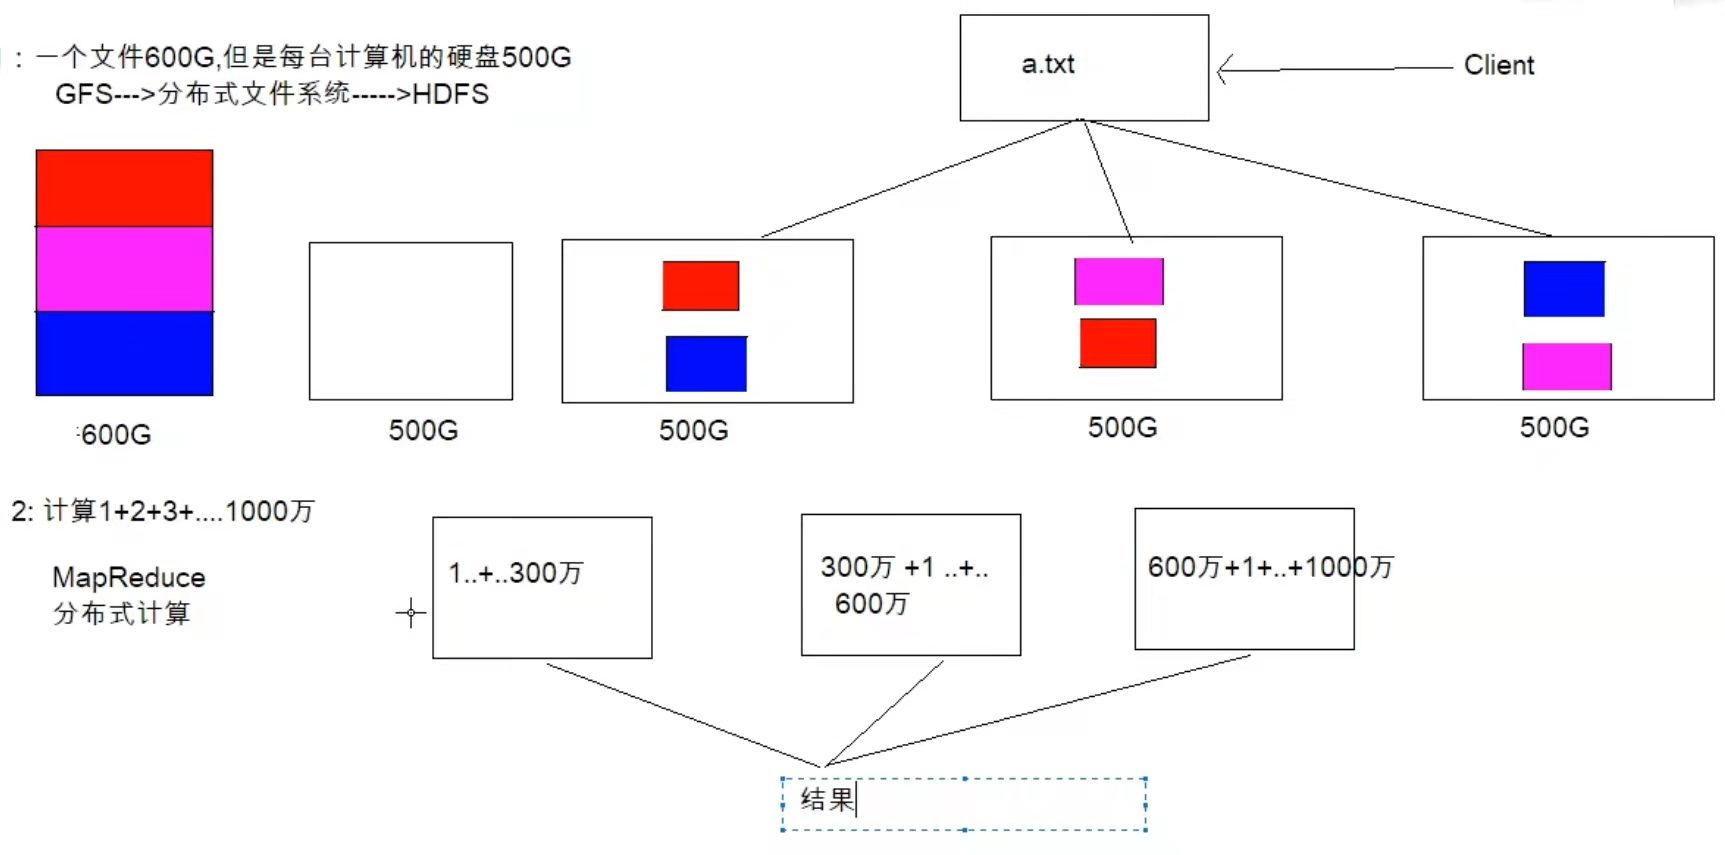 ：一个文件600G,但是每台计算机的硬盘500G
GFS--->分布式文件系统----->HDFS
a.txt
Client
600G
500G
500G
500G
500G
2: 计算1+2+3+....1000万
MapReduce
分布式计算
1..+..300万
300万 +1 ..+..
600万
600万+1+..+1000万
结果